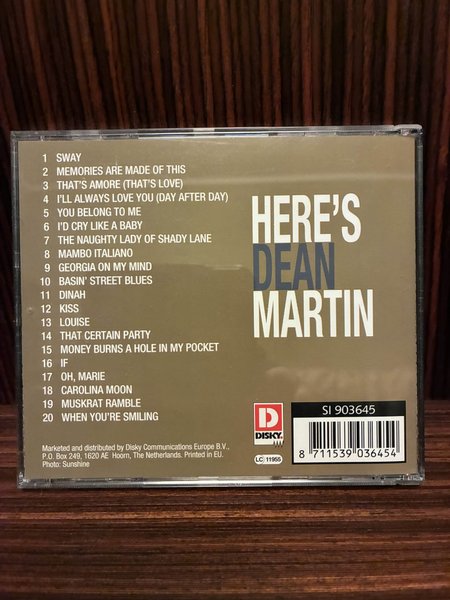 1 SWAY
2 MEMORIES ARE MADE OF THIS
3 THAT'S AMORE (THAT'S LOVE)
4 I'LL ALWAYS LOVE YOU (DAY AFTER DAY)
5 YOU BELONG TO ME
6 I'D CRY LIKE A BABY
7 THE NAUGHTY LADY OF SHADY LANE
8 MAMBO ITALIANO
9 GEORGIA ON MY MIND
10 BASIN' STREET BLUES
11 DINAH
12 KISS
13 LOUISE
14 THAT CERTAIN PARTY
15 MONEY BURNS A HOLE IN MY POCKET
16 IF
17 OH, MARIE
18 CAROLINA MOON
19 MUSKRAT RAMBLE
20 WHEN YOU'RE SMILING
HERE'S
DEAN
MARTIN
Marketed and distributed by Disky Communications Europe B.V.,
P.O. Box 249, 1620 AE Hoorn, The Netherlands. Printed in EU.
Photo: Sunshine
D
DISKY
LC 11955
SI 903645
8 711539 036454